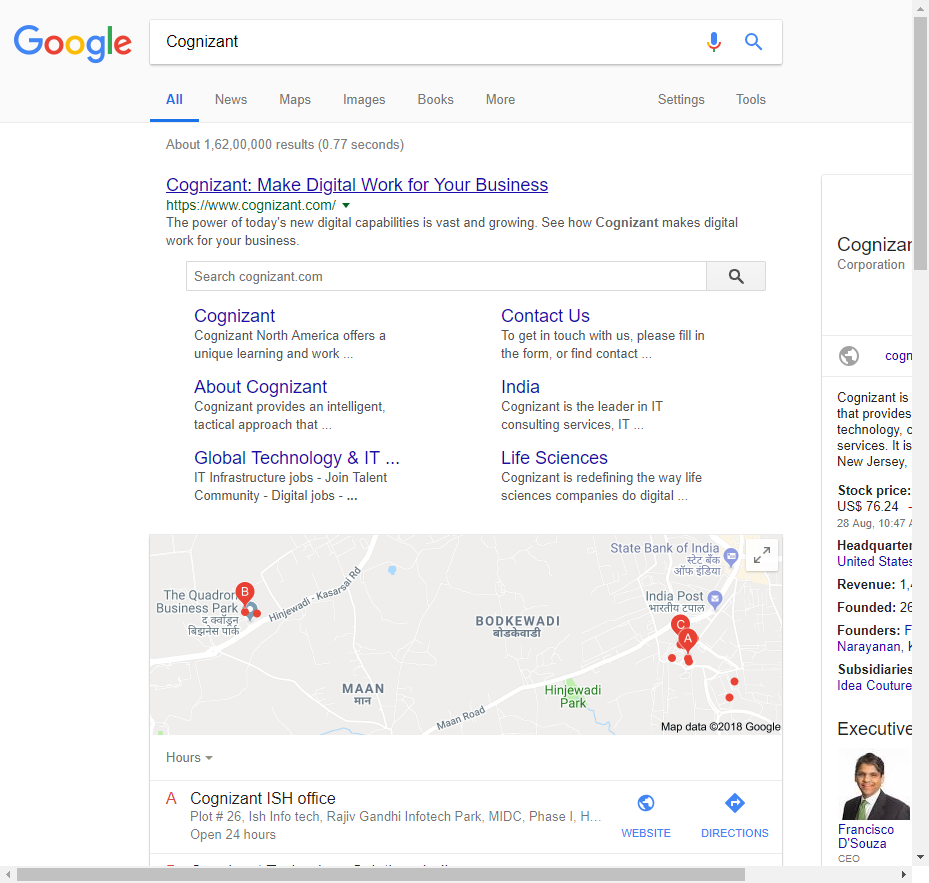 Google
Cognizant
All News Maps Images Books More Settings Tools
About 1,62,00,000 results (0.77 seconds)
Cognizant: Make Digital Work for Your Business
https://www.cognizant.com/
The power of today's new digital capabilities is vast and growing. See how Cognizant makes digital
work for your business.
Search cognizant.com
Cognizant
Cognizant North America offers a
unique learning and work ...
Contact Us
To get in touch with us, please fill in
the form, or find contact ...
About Cognizant
Cognizant provides an intelligent,
tactical approach that ...
India
Cognizant is the leader in IT
consulting services, IT ...
Global Technology & IT ...
IT Infrastructure jobs - Join Talent
Community - Digital jobs - ...
Life Sciences
Cognizant is redefining the way life
sciences companies do digital ...
State Bank of India
स्टेट बैंक
ऑफ इंडिया
The Quadron
Business Park
द क्वॉड्रन
बिझनेस पार्क
B
Hinjewadi - Kasarsai Rd
India Post
भारतीय टपाल
BODKEWADI
बोडकेवाडी
C
A
MAAN
मान
Hinjewadi
Park
Maan Road
Map data ©2018 Google
Hours
A Cognizant ISH office
Plot # 26, Ish Info tech, Rajiv Gandhi Infotech Park, MIDC, Phase I, H...
Open 24 hours
WEBSITE DIRECTIONS
Cognizan
Corporation
cogn
Cognizant is
that provides
technology, c
services. It is
New Jersey,
Stock price:
US$ 76.24 -
28 Aug, 10:47 A
Headquarter
United States
Revenue: 1,4
Founded: 26
Founders: F
Narayanan, K
Subsidiaries
Idea Couture
Executive
Francisco
D'Souza
CEO